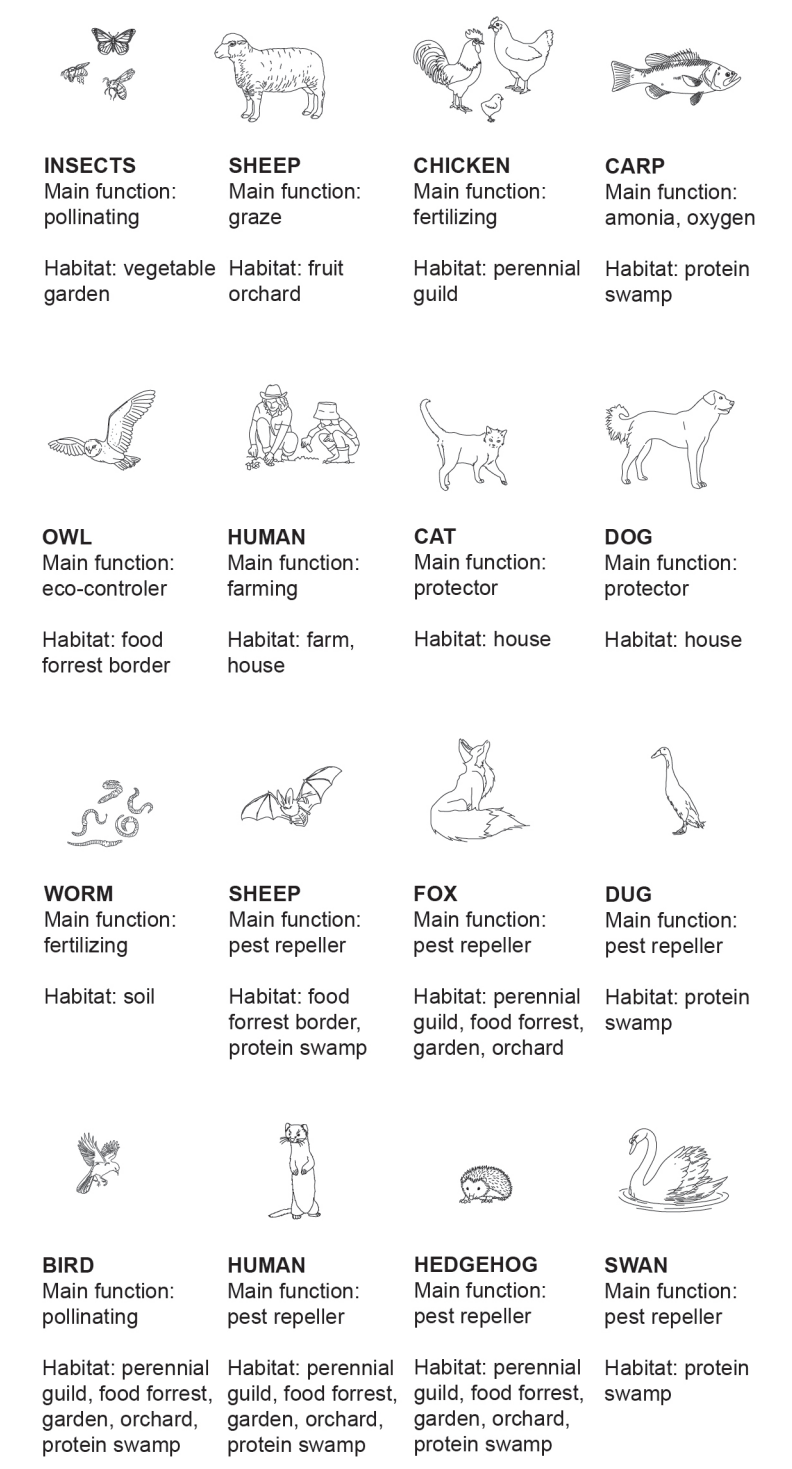 INSECTS
Main function:
pollinating
Habitat: vegetable
garden
SHEEP
Main function:
graze
Habitat: fruit
orchard
CHICKEN
Main function:
fertilizing
Habitat: perennial
guild
CARP
Main function:
amonia, oxygen
Habitat: protein
swamp
OWL
Main function:
eco-controler
Habitat: food
forrest border
HUMAN
Main function:
farming
Habitat: farm,
house
CAT
Main function:
protector
Habitat: house
DOG
Main function:
protector
Habitat: house
WORM
Main function:
fertilizing
Habitat: soil
SHEEP
Main function:
pest repeller
Habitat: food
forrest border,
protein swamp
FOX
Main function:
pest repeller
Habitat: perennial
guild, food forrest,
garden, orchard
DUG
Main function:
pest repeller
Habitat: protein
swamp
BIRD
Main function:
pollinating
Habitat: perennial
guild, food forrest,
garden, orchard,
protein swamp
HUMAN
Main function:
pest repeller
Habitat: perennial
guild, food forrest,
garden, orchard,
protein swamp
HEDGEHOG
Main function:
pest repeller
Habitat: perennial
guild, food forrest,
garden, orchard,
protein swamp
SWAN
Main function:
pest repeller
Habitat: protein
swamp